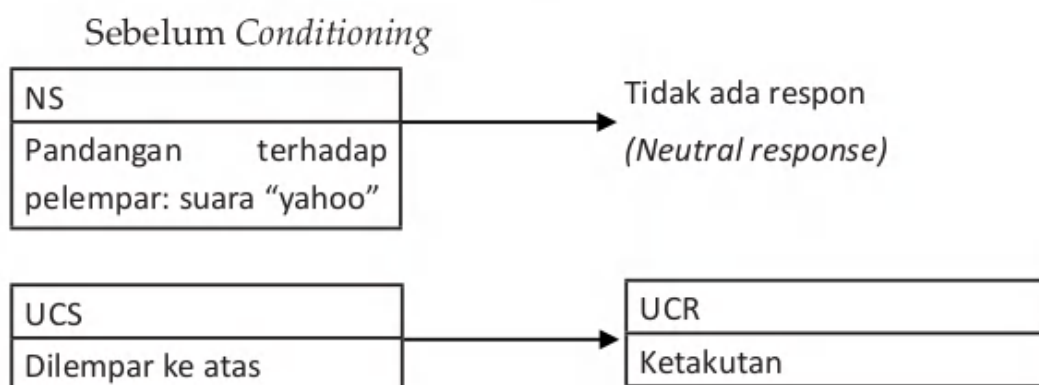 Sebelum Conditioning
NS
Tidak ada respon
Pandangan terhadap
(Neutral response)
pelempar: suara “yahoo”
UCS
UCR
Dilempar ke atas
Ketakutan